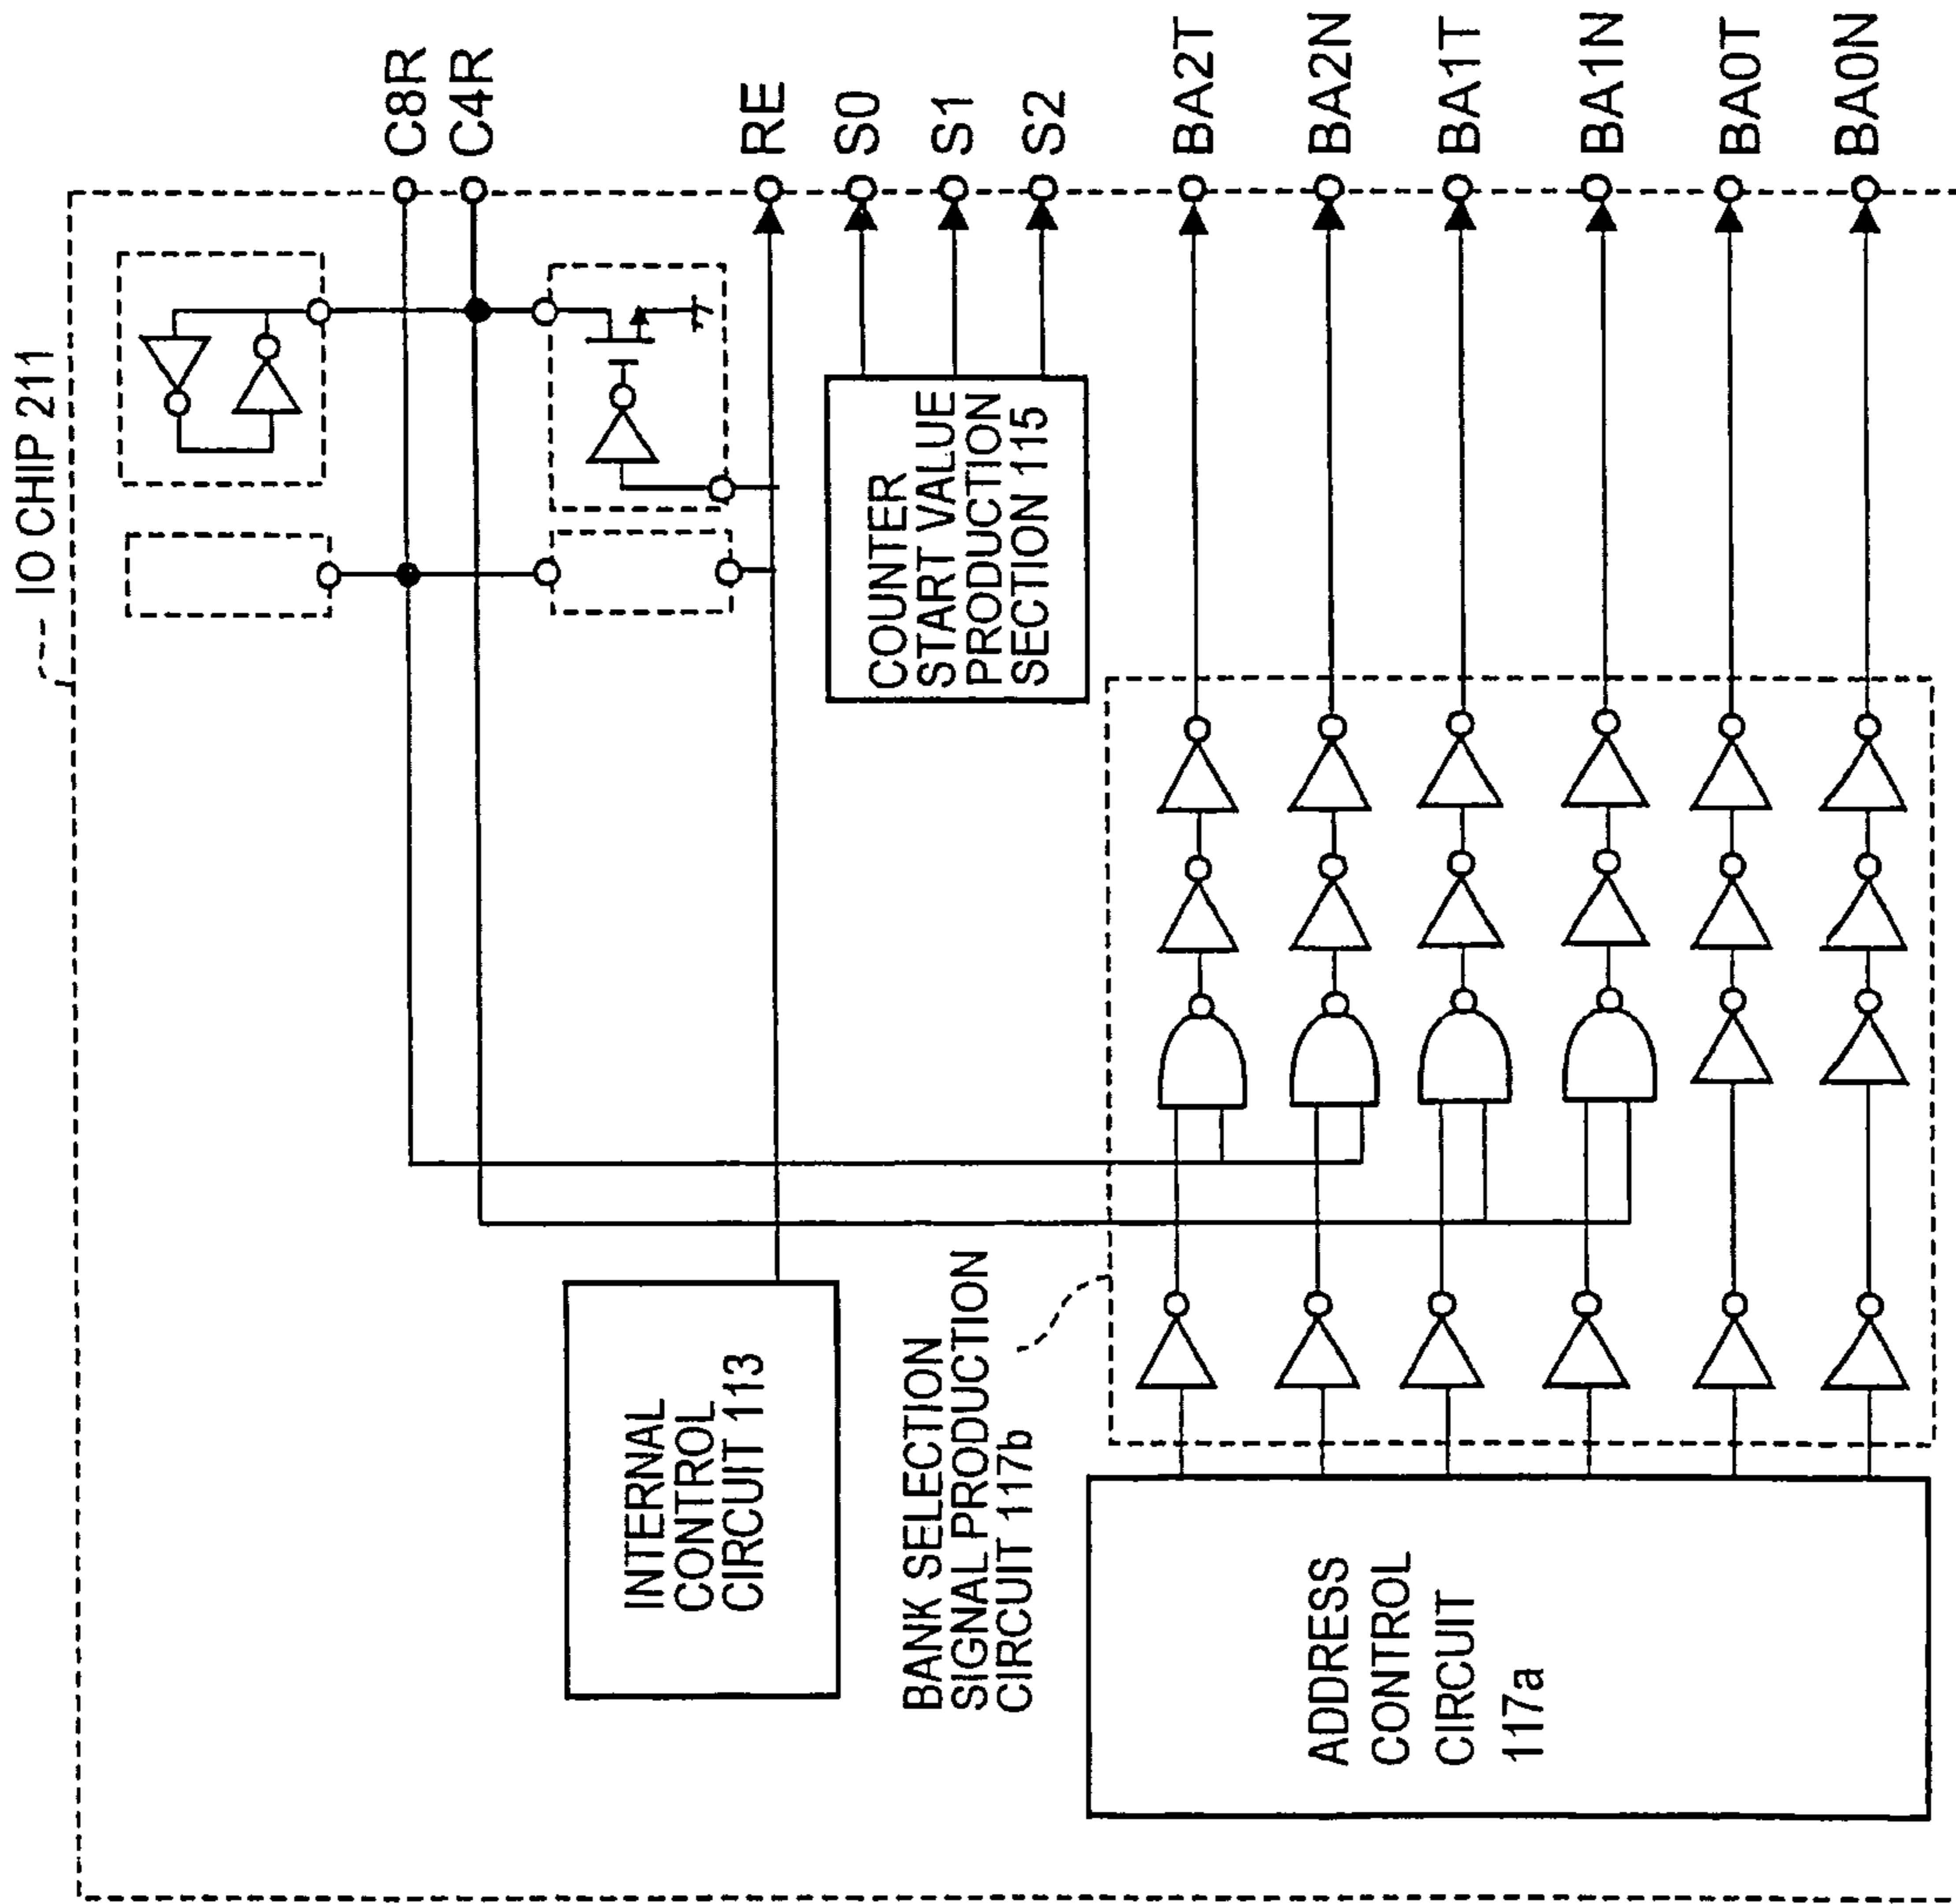 IO CHIP 211
C8R
C4R
RE
S0
S1
S2
BA2T
BA2N
BA1T
BA1N
BA0T
BA0N
COUNTER
START VALUE
PRODUCTION
SECTION 115
INTERNAL
CONTROL
CIRCUIT 113
BANK SELECTION
SIGNAL PRODUCTION
CIRCUIT 117b
ADDRESS
CONTROL
CIRCUIT
117a